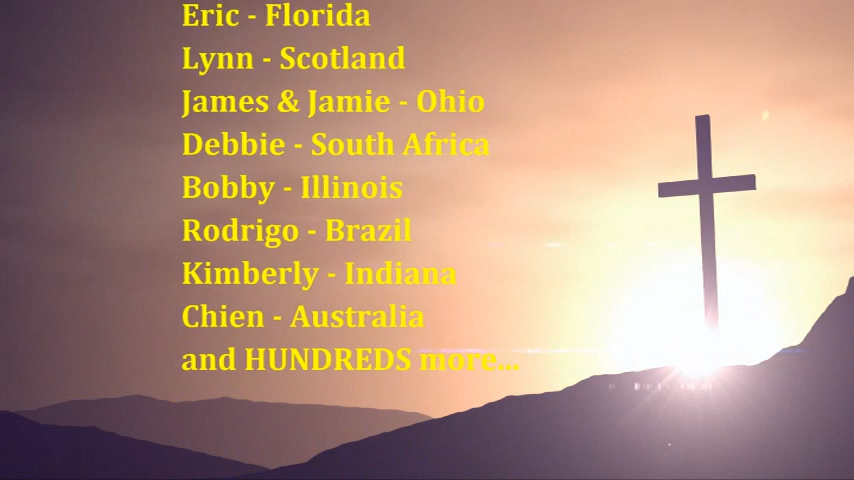 Eric - Florida
Lynn - Scotland
James & Jamie - Ohio
Debbie - South Africa
Bobby - Illinois
Rodrigo - Brazil
Kimberly - Indiana
Chien - Australia
and HUNDREDS more...